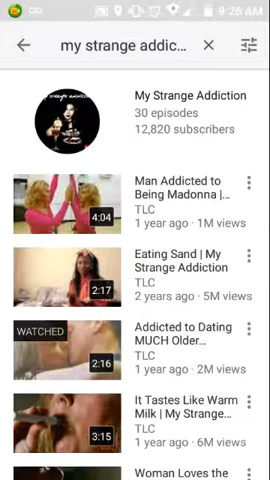 9:26 AM
my strange addic...
My Strange Addiction
30 episodes
12,820 subscribers
Man Addicted to
Being Madonna |...
TLC
1 year ago · 1M views
4:04
Eating Sand | My
Strange Addiction
TLC
2 years ago · 5M views
2:17
WATCHED
Addicted to Dating
MUCH Older...
TLC
1 year ago · 2M views
2:16
It Tastes Like Warm
Milk | My Strange...
TLC
1 year ago · 6M views
3:15
Woman Loves the